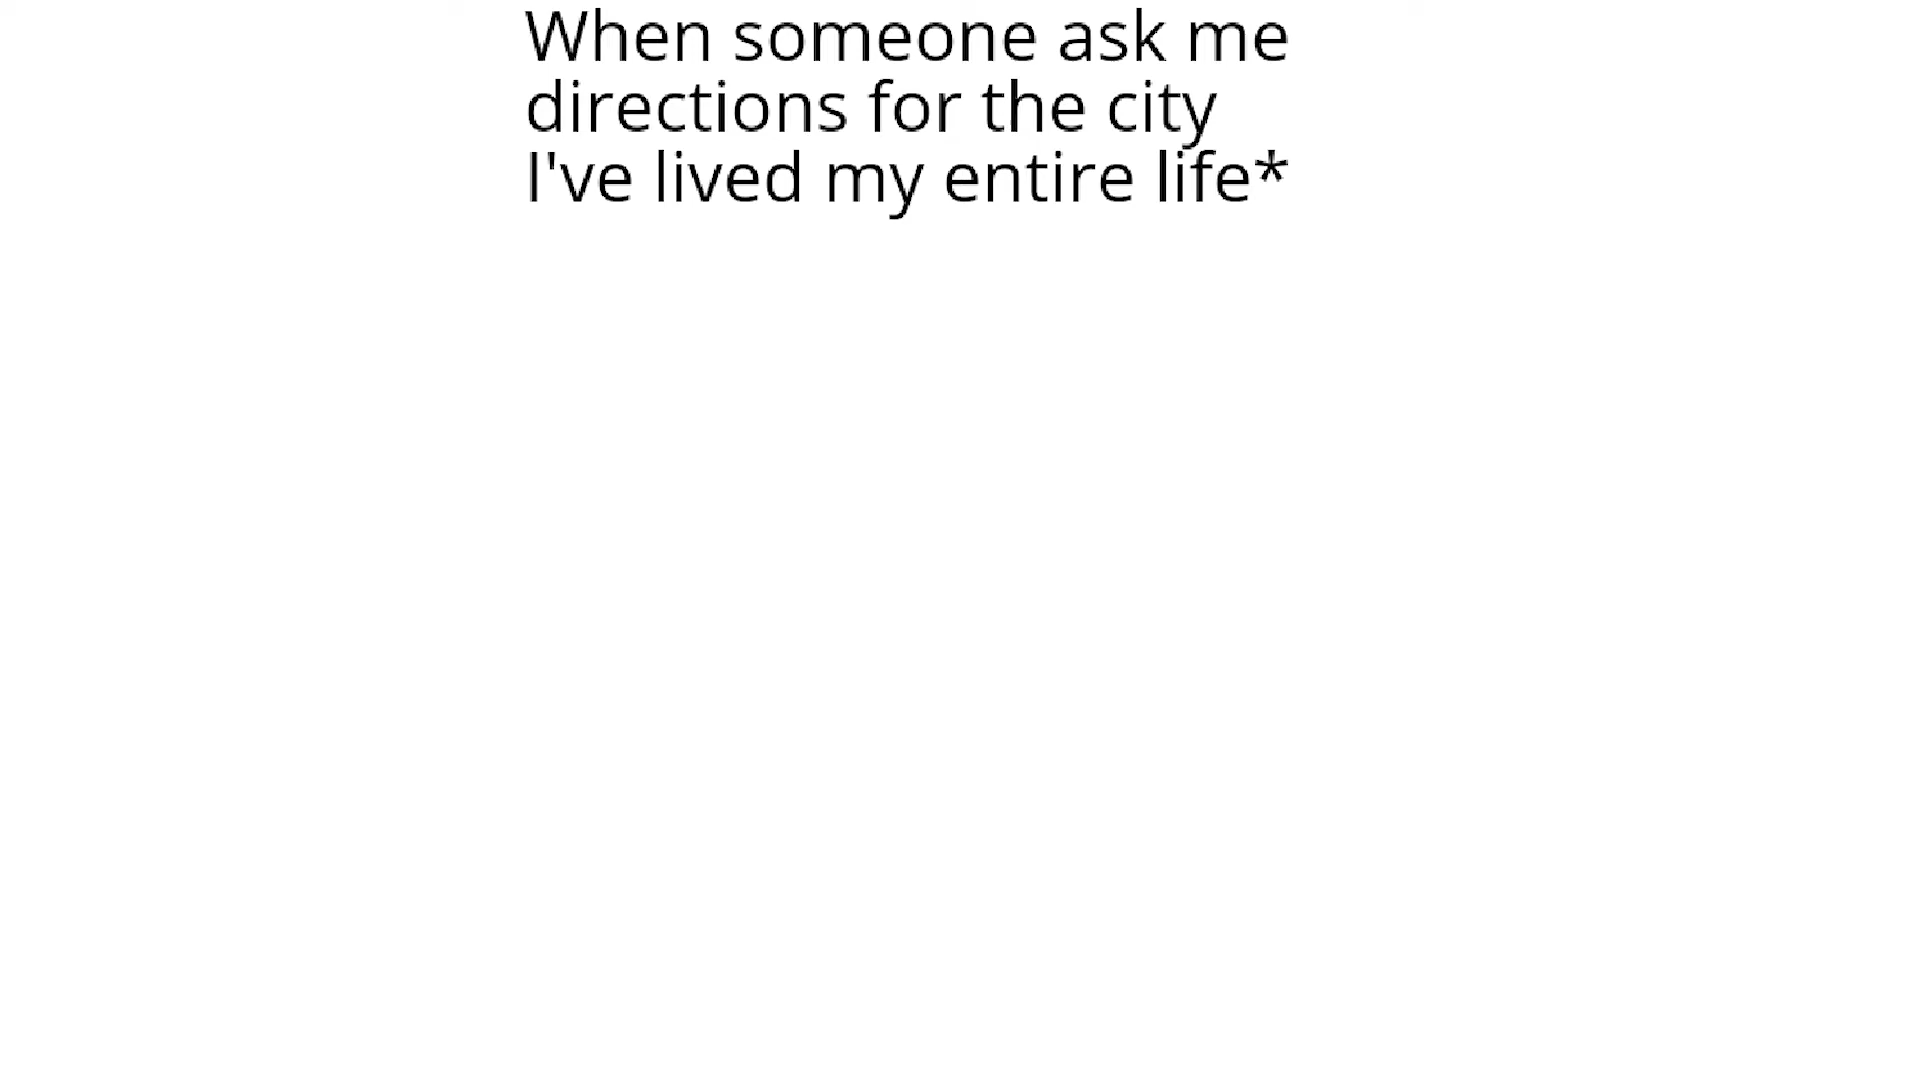 When someone ask me
directions for the city
I've lived my entire life*